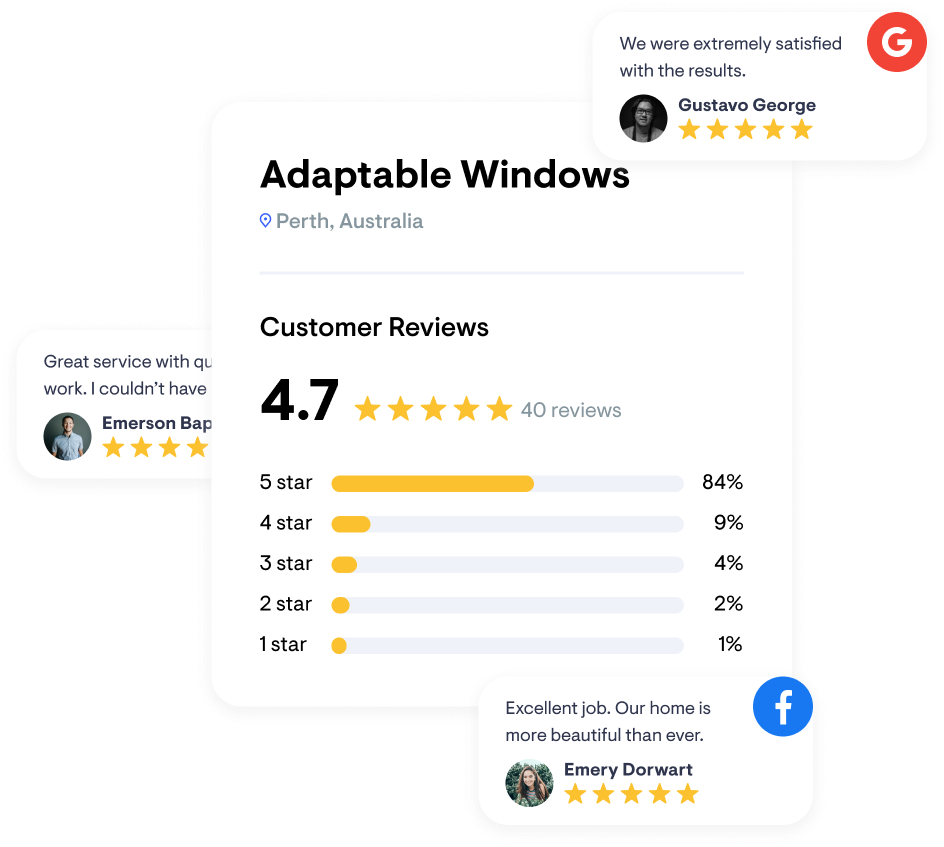 We were extremely satisfied
with the results.
Gustavo George
Adaptable Windows
Perth, Australia
Customer Reviews
4.7 40 reviews
Great service with
work. I couldn’t have
Emerson
5 star 84%
4 star 9%
3 star 4%
2 star 2%
1 star 1%
Excellent job. Our home is
more beautiful than ever.
Emery Dorwart